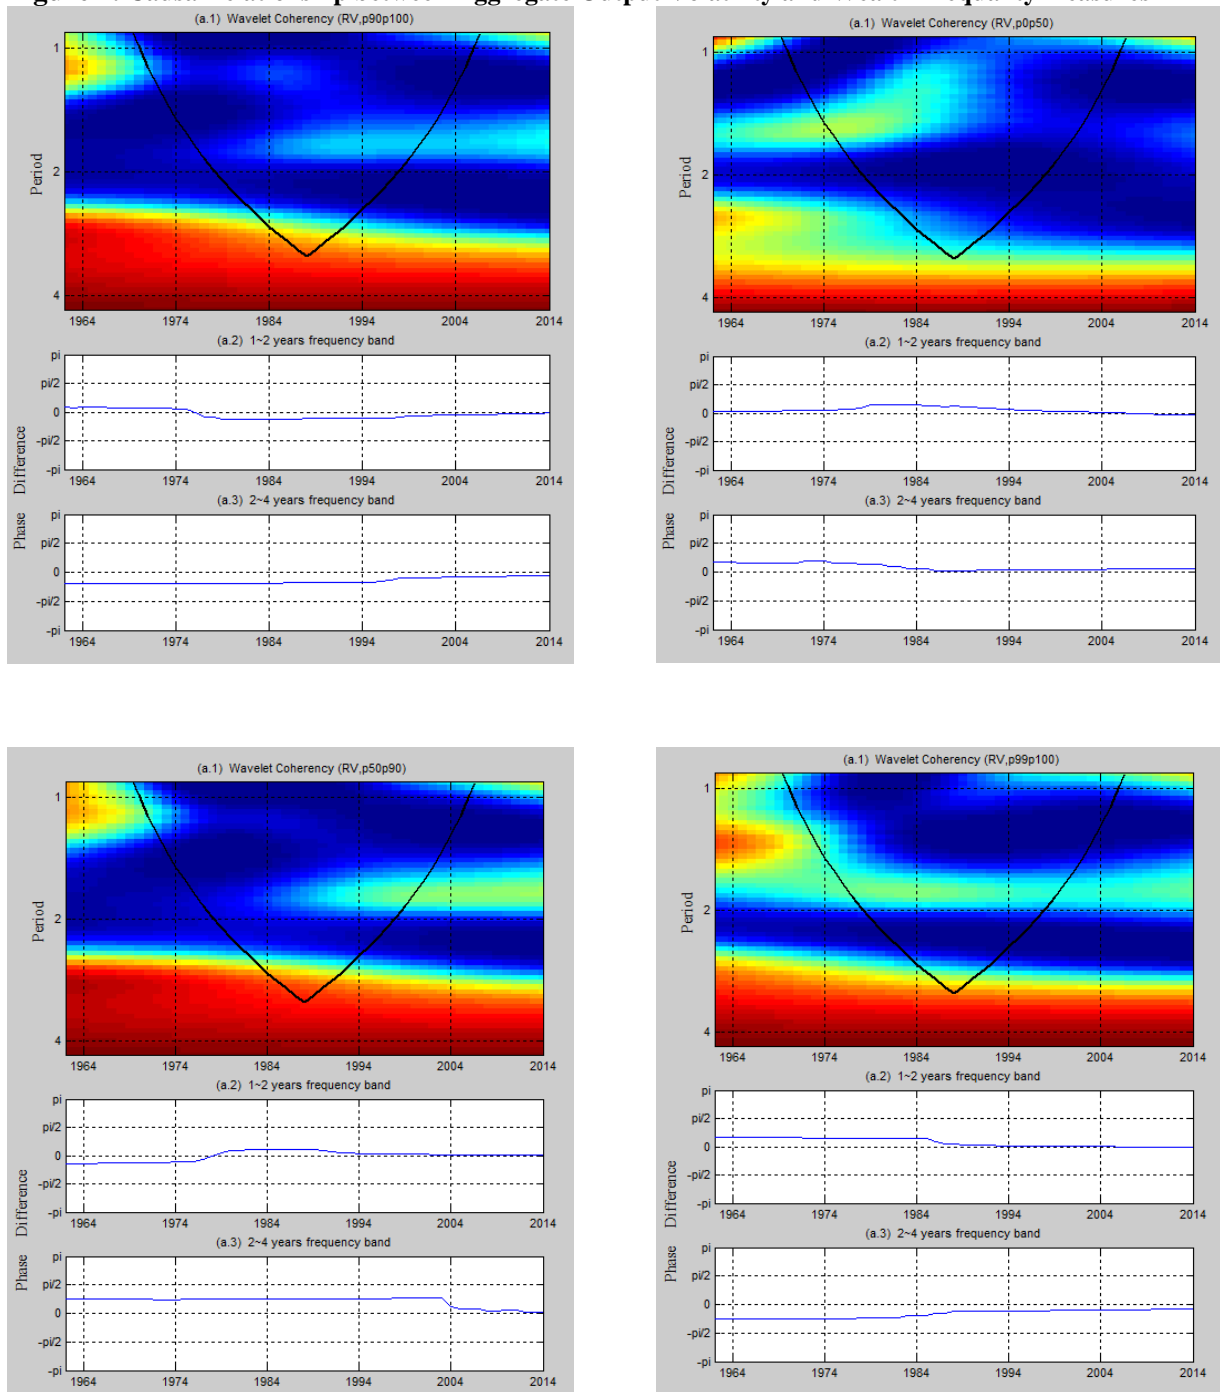 (a.1) Wavelet Coherency (RV,p90p100)
1
2
4
Period
1964 1974 1984 1994 2004 2014
(a.2) 1~2 years frequency band
pi
pi/2
0
-pi/2
-pi
1964 1974 1984 1994 2004 2014
(a.3) 2~4 years frequency band
pi
pi/2
0
-pi/2
-pi
1964 1974 1984 1994 2004 2014
Phase Difference
(a.1) Wavelet Coherency (RV,p0p50)
1
2
4
Period
1964 1974 1984 1994 2004 2014
(a.2) 1~2 years frequency band
pi
pi/2
0
-pi/2
-pi
1964 1974 1984 1994 2004 2014
(a.3) 2~4 years frequency band
pi
pi/2
0
-pi/2
-pi
1964 1974 1984 1994 2004 2014
Phase Difference
(a.1) Wavelet Coherency (RV,p50p90)
1
2
4
Period
1964 1974 1984 1994 2004 2014
(a.2) 1~2 years frequency band
pi
pi/2
0
-pi/2
-pi
1964 1974 1984 1994 2004 2014
(a.3) 2~4 years frequency band
pi
pi/2
0
-pi/2
-pi
1964 1974 1984 1994 2004 2014
Phase Difference
(a.1) Wavelet Coherency (RV,p99p100)
1
2
4
Period
1964 1974 1984 1994 2004 2014
(a.2) 1~2 years frequency band
pi
pi/2
0
-pi/2
-pi
1964 1974 1984 1994 2004 2014
(a.3) 2~4 years frequency band
pi
pi/2
0
-pi/2
-pi
1964 1974 1984 1994 2004 2014
Phase Difference